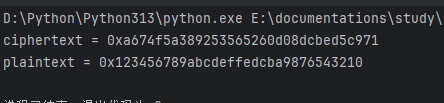 D:\Python\Python313\python.exe E:\documentations\study\
ciphertext = 0xa674f5a389253565260d08dcbed5c971
plaintext = 0x123456789abcdeffedcba9876543210